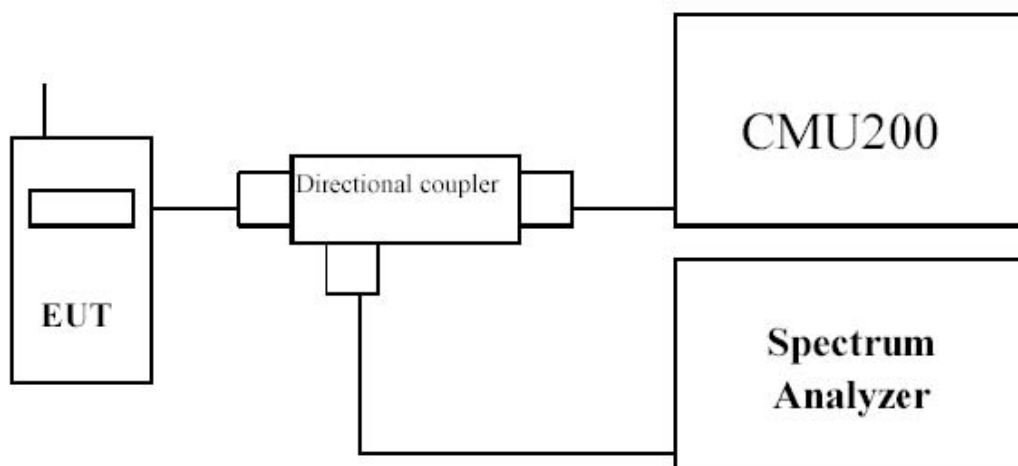 CMU200
Directional coupler
EUT
Spectrum
Analyzer